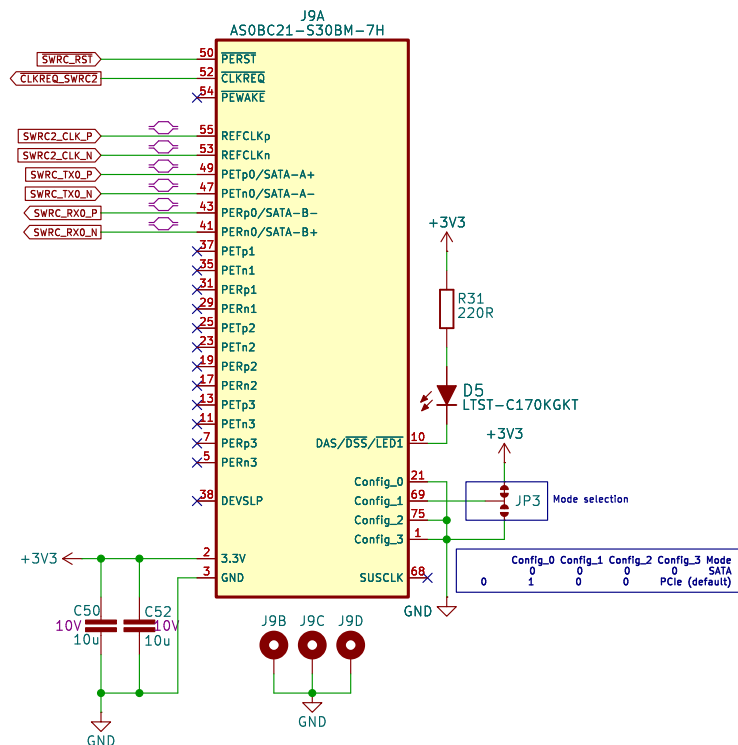 J9A
AS0BC21-S30BM-7H
SWRC_RST 50 PERST
CLKREQ_SWRC2 52 CLKREQ
54 PEWAKE
SWRC2_CLK_P 55 REFCLKp
SWRC2_CLK_N 53 REFCLKn
SWRC_TX0_P 49 PETp0/SATA-A+
SWRC_TX0_N 47 PETn0/SATA-A-
SWRC_RX0_P 43 PERp0/SATA-B-
SWRC_RX0_N 41 PERn0/SATA-B+
37 PETp1
35 PETn1
31 PERp1
29 PERn1
25 PETp2
23 PETn2
19 PERp2
17 PERn2
13 PETp3
11 PETn3
7 PERp3
5 PERn3
38 DEVSLP
+3V3 2 3.3V
3 GND
C50
10V
10u
C52
10V
10u
GND
+3V3
R31
220R
D5
LTST-C170KGKT
DAS/DSS/LED1 10
Config_0 21
Config_1 69
Config_2 75
Config_3 1
SUSCLK 68
+3V3
JP3
Mode selection
GND
Config_0 Config_1 Config_2 Config_3 Mode
0 0 0 0 SATA
0 1 0 0 PCIe (default)
J9B J9C J9D
GND